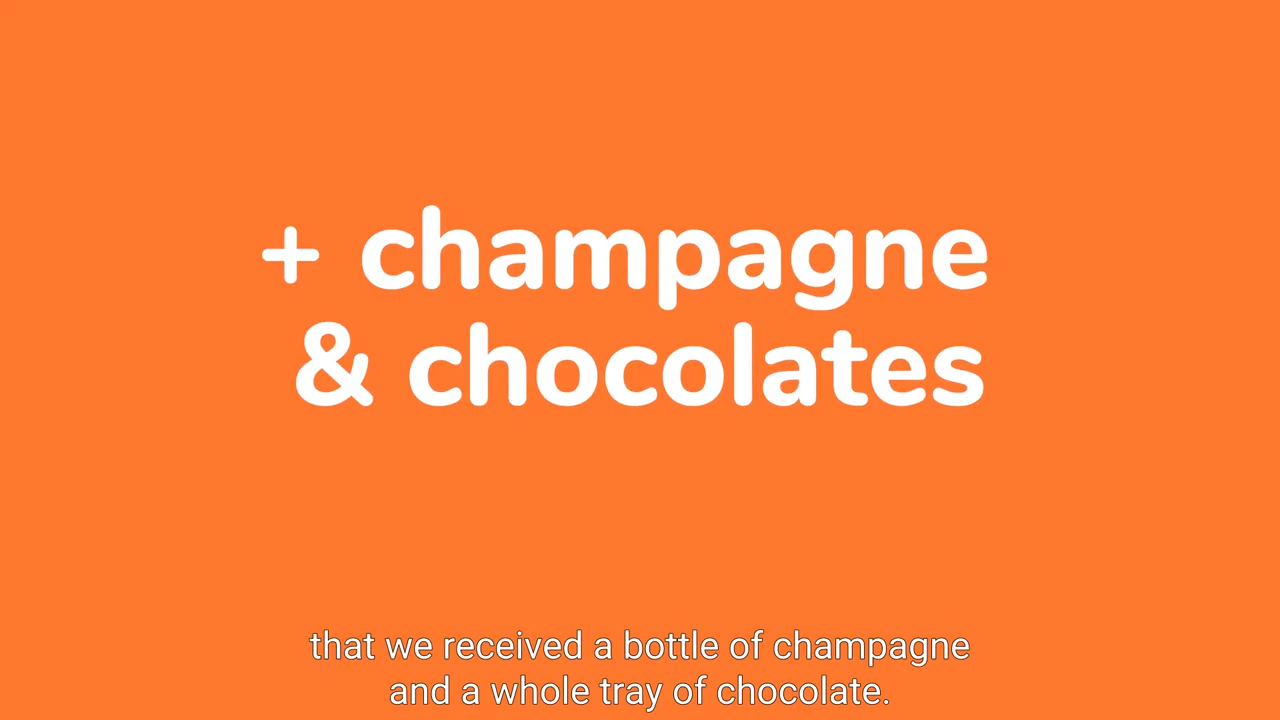 + champagne
& chocolates
that we received a bottle of champagne
and a whole tray of chocolate.